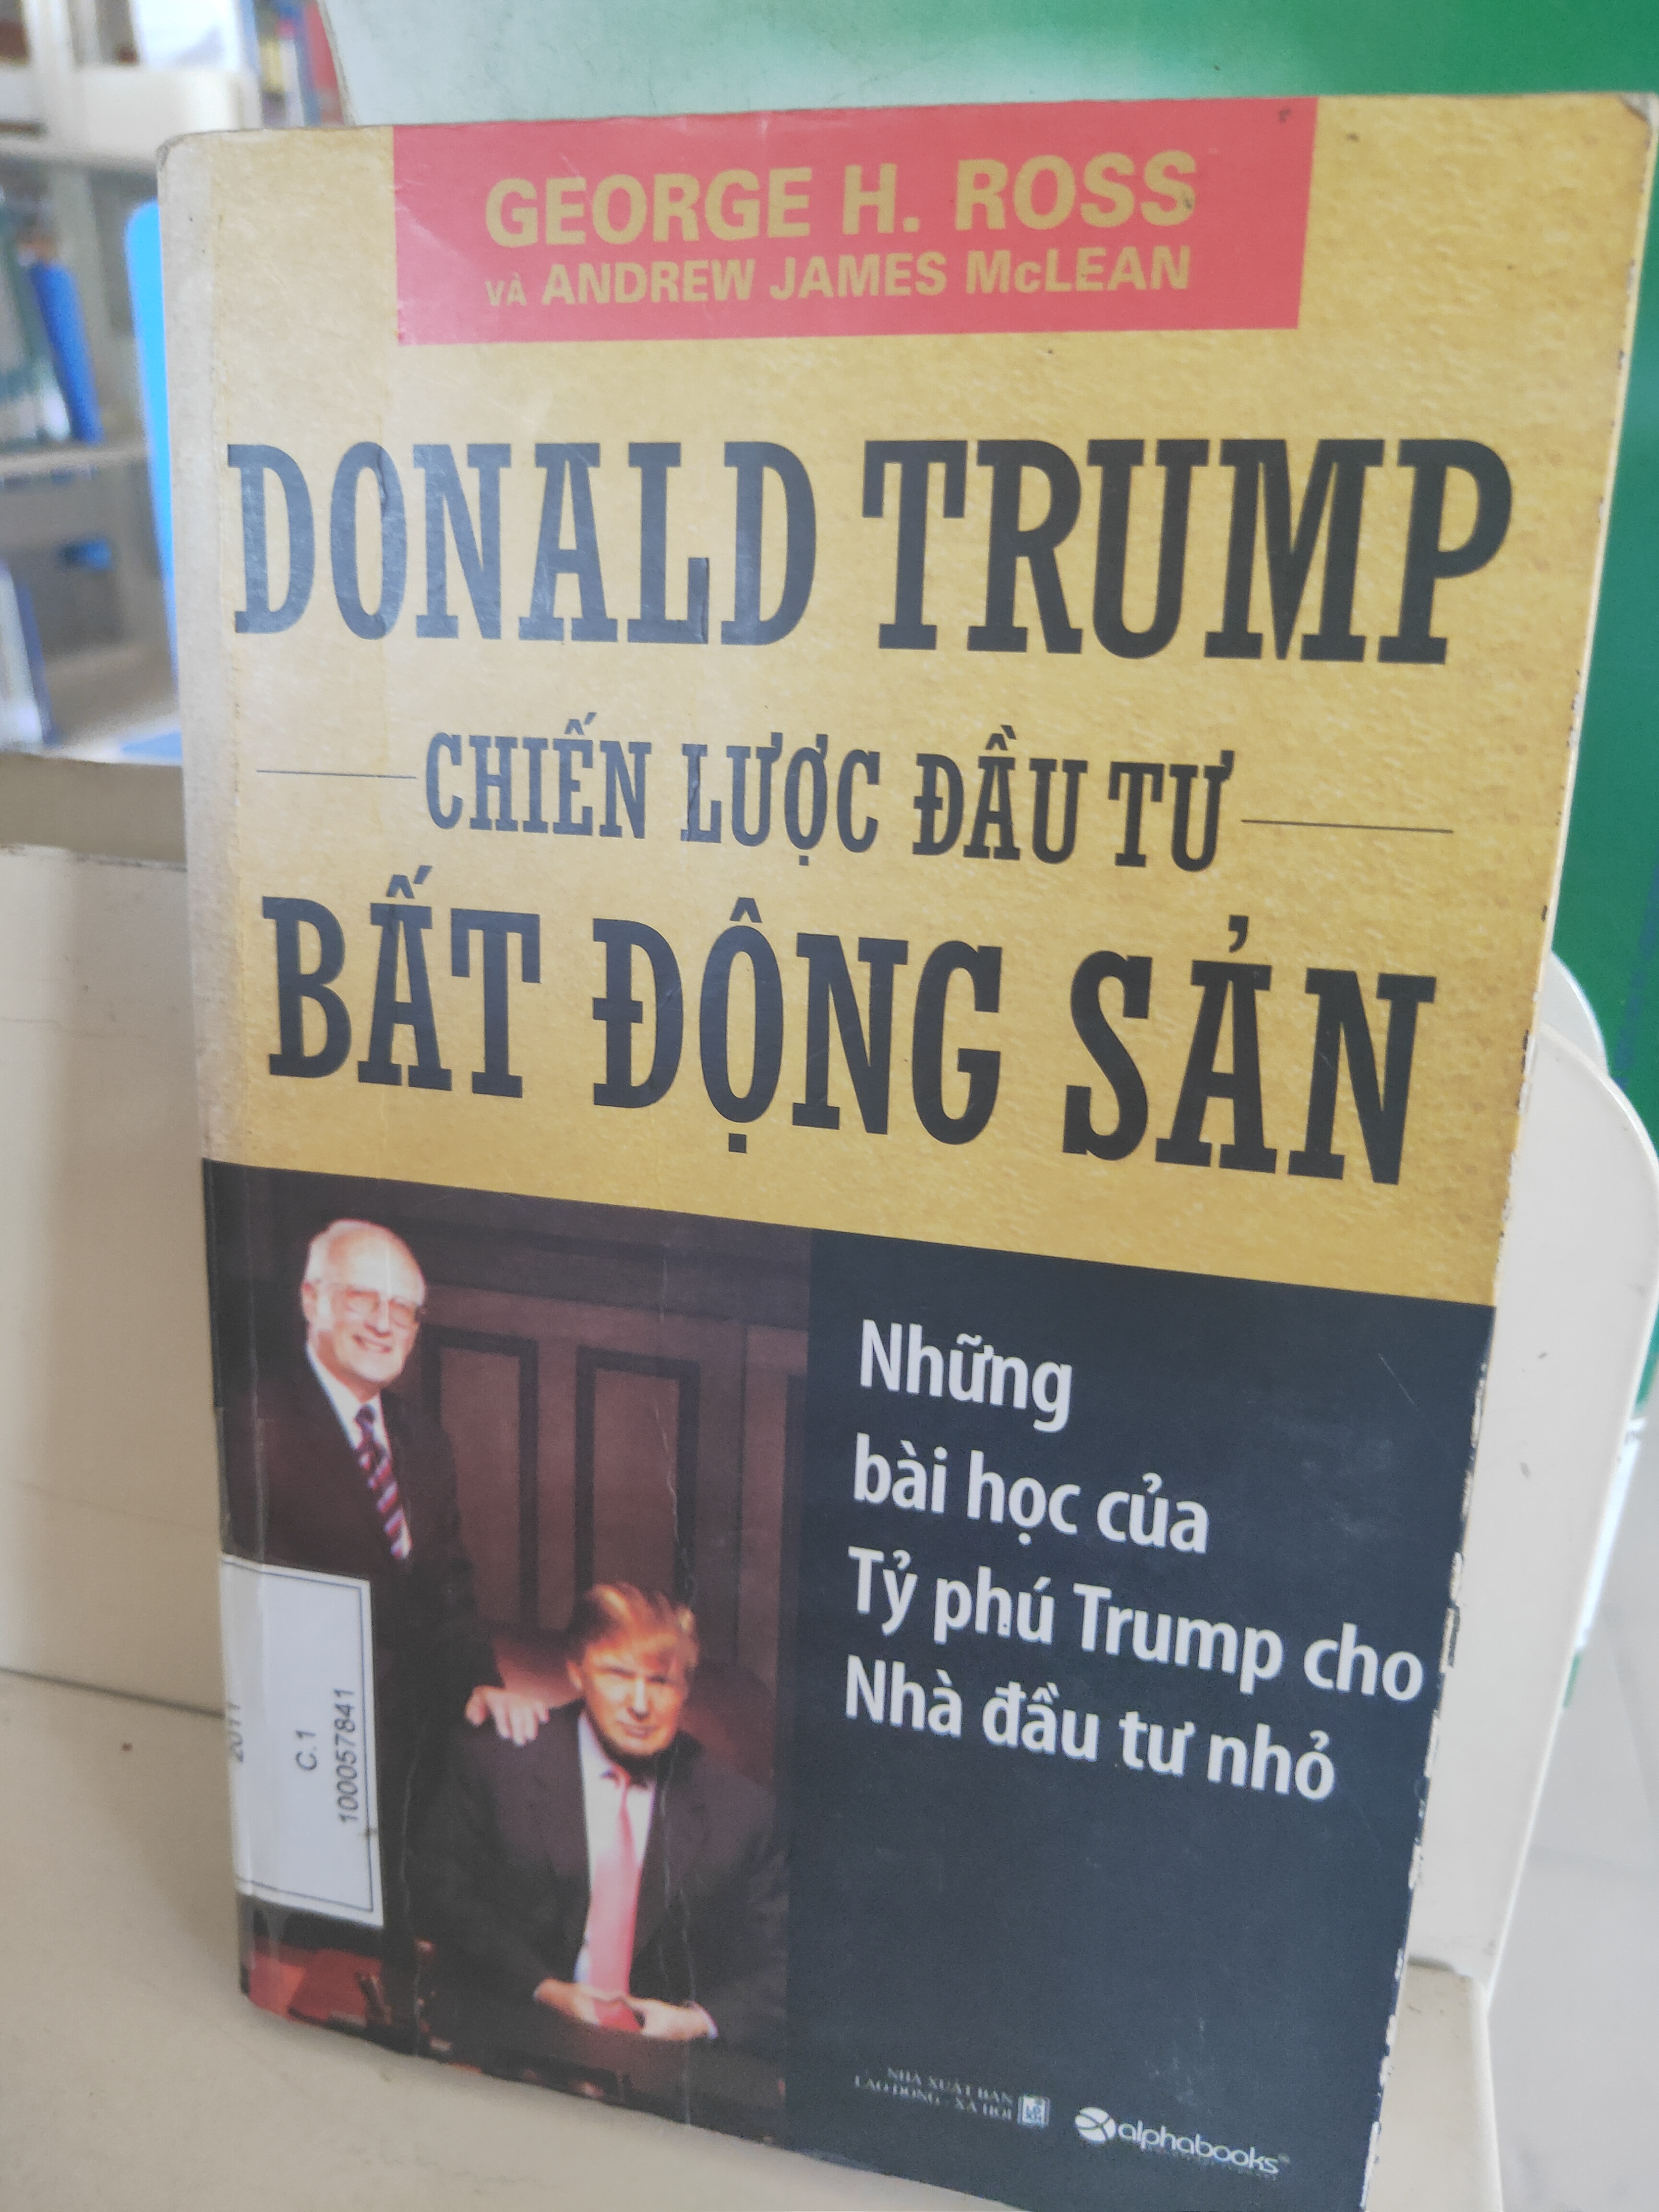 GEORGE H. ROSS
VÀ ANDREW JAMES McLEAN
DONALD TRUMP
CHIẾN LƯỢC ĐẦU TƯ
BẤT ĐỘNG SẢN
Những
bài học của
Tỷ phú Trump cho
Nhà đầu tư nhỏ
2011
C.1
100057841
NHÀ XUẤT BẢN
LAO ĐỘNG - XÃ HỘI
alphabooks